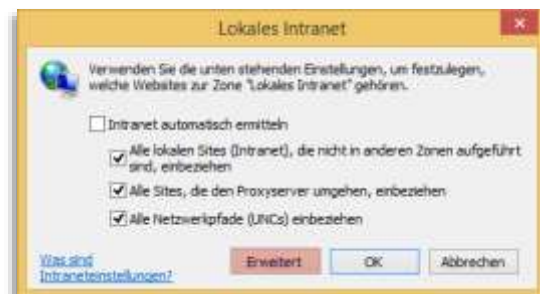 Lokales Intranet
Verwenden Sie die unten stehenden Einstellungen, um festzulegen,
welche Websites zur Zone "Lokales Intranet" gehören.
Intranet automatisch ermitteln
Alle lokalen Sites (Intranet), die nicht in anderen Zonen aufgeführt
sind, einbeziehen
Alle Sites, die den Proxyserver umgehen, einbeziehen
Alle Netzwerkpfade (UNCs) einbeziehen
Was sind
Intraneteinstellungen?
Erweitert
OK
Abbrechen